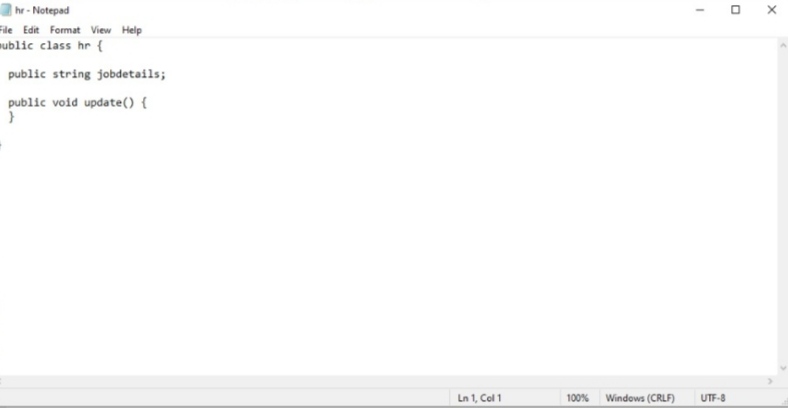 hr - Notepad
File Edit Format View Help
public class hr {
public string jobdetails;
public void update() {
}
}
Ln 1, Col 1 100% Windows (CRLF) UTF-8